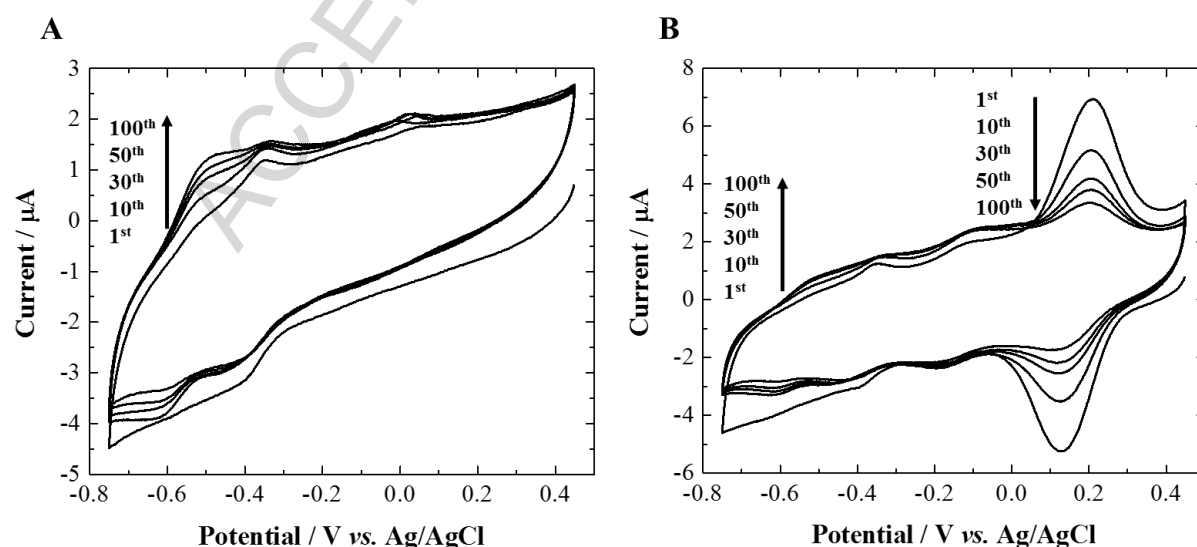 A
ACCE
3
2
1
0
-1
-2
-3
-4
-5
100th
50th
30th
10th
1st
Current / μA
-0.8
-0.6
-0.4
-0.2
0.0
0.2
0.4
Potential / V vs. Ag/AgCl
B
8
6
4
2
0
-2
-4
-6
1st
10th
30th
50th
100th
100th
50th
30th
10th
1st
Current / μA
-0.8
-0.6
-0.4
-0.2
0.0
0.2
0.4
Potential / V vs. Ag/AgCl